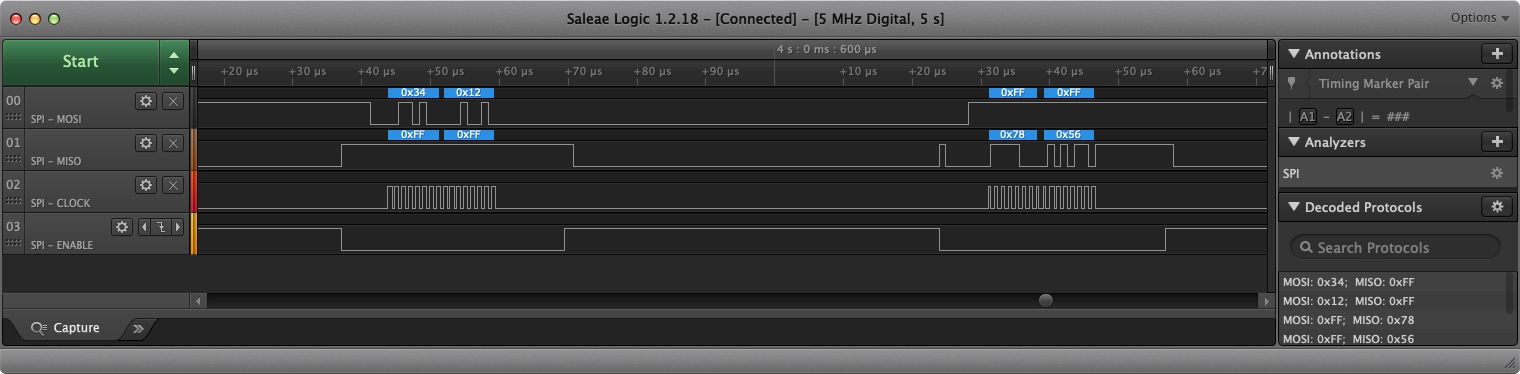 Saleae Logic 1.2.18 – [Connected] – [5 MHz Digital, 5 s]
Options
Start
4 s : 0 ms : 600 µs
+20 µs +30 µs +40 µs +50 µs +60 µs +70 µs +80 µs +90 µs +10 µs +20 µs +30 µs +40 µs +50 µs +60 µs +7
00
SPI – MOSI
0x34 0x12 0xFF 0xFF
01
SPI – MISO
0xFF 0xFF 0x78 0x56
02
SPI – CLOCK
03
SPI – ENABLE
Capture
Annotations
Timing Marker Pair
| A1 – A2 | = ###
Analyzers
SPI
Decoded Protocols
Search Protocols
MOSI: 0x34; MISO: 0xFF
MOSI: 0x12; MISO: 0xFF
MOSI: 0xFF; MISO: 0x78
MOSI: 0xFF; MISO: 0x56